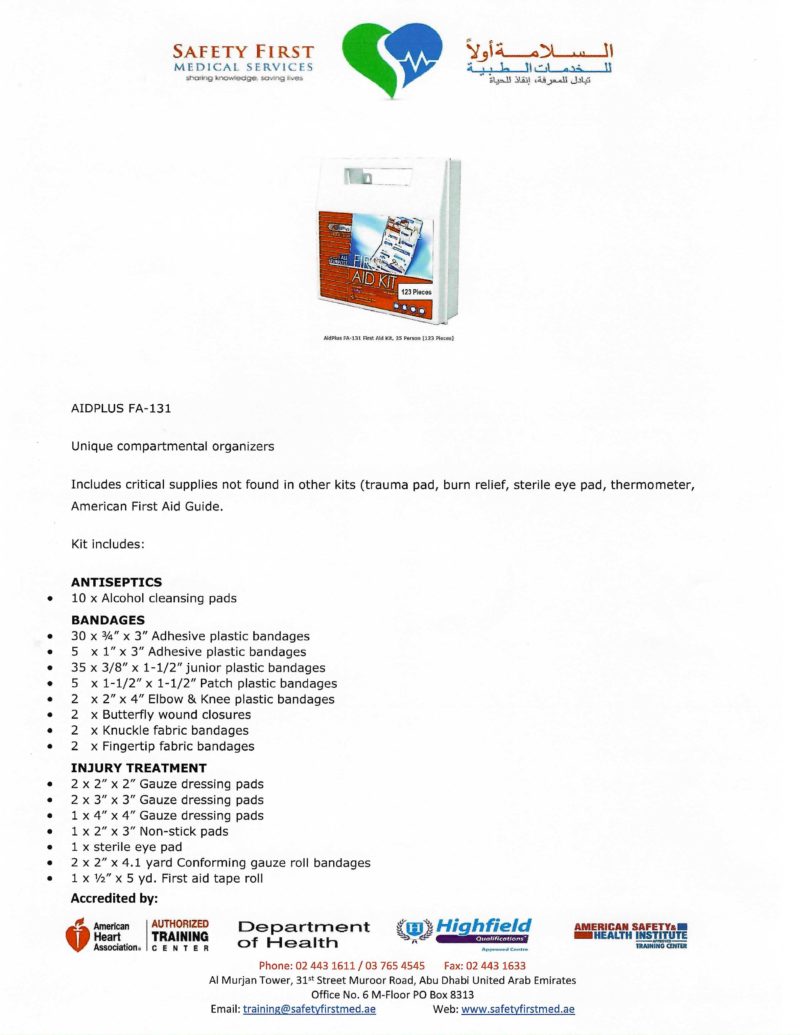 SAFETY FIRST
MEDICAL SERVICES
sharing knowledge, saving lives
السلامة أولاً
للخدمات الطبية
تبادل للمعرفة، إنقاذ للحياة
FIRST
AID KIT
123 Pieces
AidPlus FA-131 First Aid Kit, 25 Person [123 Pieces]
AIDPLUS FA-131
Unique compartmental organizers
Includes critical supplies not found in other kits (trauma pad, burn relief, sterile eye pad, thermometer,
American First Aid Guide.
Kit includes:
ANTISEPTICS
• 10 x Alcohol cleansing pads
BANDAGES
• 30 x ¾” x 3” Adhesive plastic bandages
• 5 x 1” x 3” Adhesive plastic bandages
• 35 x 3/8” x 1-1/2” junior plastic bandages
• 5 x 1-1/2” x 1-1/2” Patch plastic bandages
• 2 x 2” x 4” Elbow & Knee plastic bandages
• 2 x Butterfly wound closures
• 2 x Knuckle fabric bandages
• 2 x Fingertip fabric bandages
INJURY TREATMENT
• 2 x 2” x 2” Gauze dressing pads
• 2 x 3” x 3” Gauze dressing pads
• 1 x 4” x 4” Gauze dressing pads
• 1 x 2” x 3” Non-stick pads
• 1 x sterile eye pad
• 2 x 2” x 4.1 yard Conforming gauze roll bandages
• 1 x ½” x 5 yd. First aid tape roll
Accredited by:
American
Heart
Association®
AUTHORIZED
TRAINING
CENTER
Department
of Health
Highfield
Qualifications
Approved Centre
AMERICAN SAFETY &
HEALTH INSTITUTE
TRAINING CENTER
Phone: 02 443 1611 / 03 765 4545 Fax: 02 443 1633
Al Murjan Tower, 31st Street Muroor Road, Abu Dhabi United Arab Emirates
Office No. 6 M-Floor PO Box 8313
Email: training@safetyfirstmed.ae Web: www.safetyfirstmed.ae